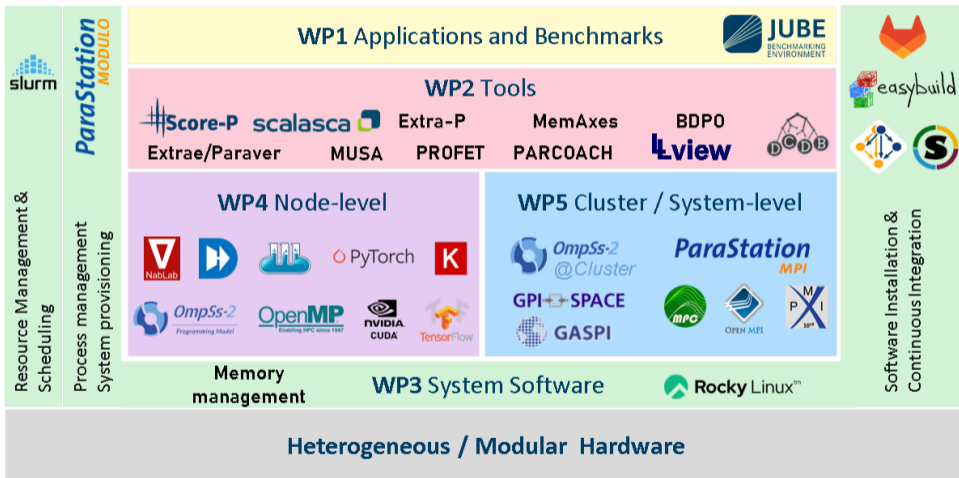 WP1 Applications and Benchmarks
JUBE
BENCHMARKING
ENVIRONMENT
slurm
ParaStation
MODULO
WP2 Tools
Score-P
scalasca
Extra-P
MemAxes
BDPO
Extrae/Paraver
MUSA
PROFET
PARCOACH
LLview
DCDB
easybuild
S
WP4 Node-level
NabLab
PyTorch
K
OmpSs-2
Programming Model
OpenMP
Enabling HPC since 1997
NVIDIA.
CUDA
TensorFlow
WP5 Cluster / System-level
OmpSs-2
@Cluster
ParaStation
MPI
GPI SPACE
GASPI
MPC
OPEN MPI
PMIX
Resource Management &
Scheduling
Process management
System provisioning
Software Installation &
Continuous Integration
Memory
management
WP3 System Software
Rocky Linux™
Heterogeneous / Modular Hardware